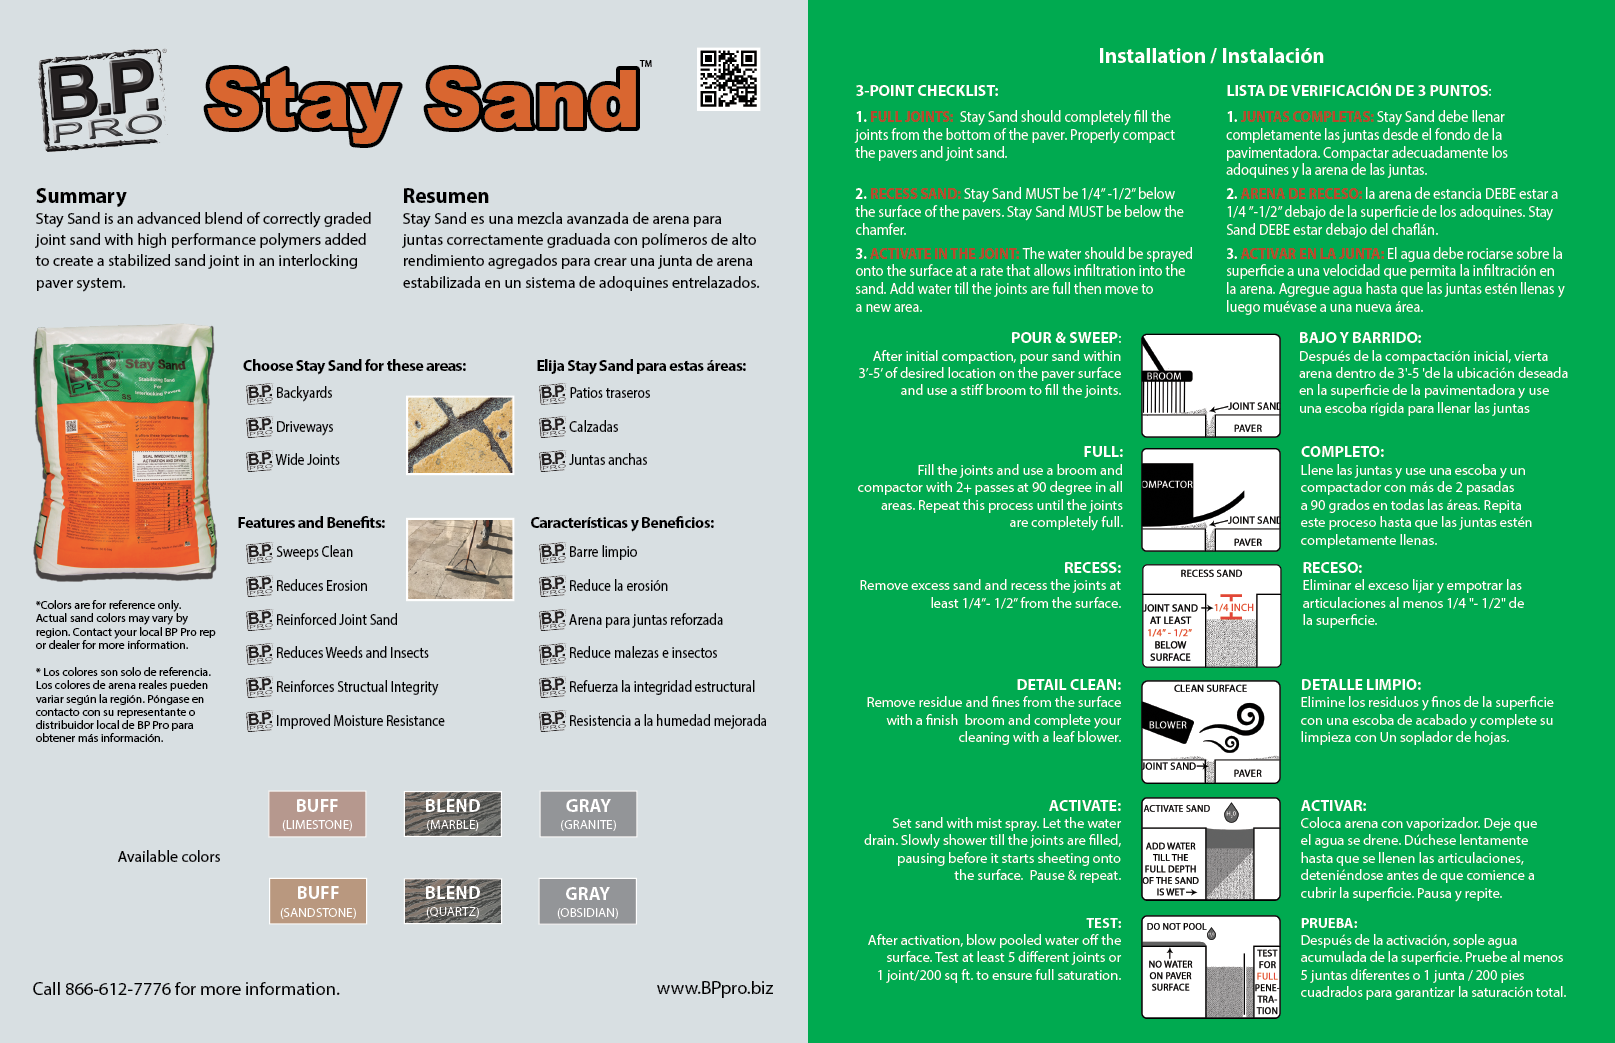 B.P.
PRO
Stay Sand™
Summary
Stay Sand is an advanced blend of correctly graded
joint sand with high performance polymers added
to create a stabilized sand joint in an interlocking
paver system.
Resumen
Stay Sand es una mezcla avanzada de arena para
juntas correctamente graduada con polímeros de alto
rendimiento agregados para crear una junta de arena
estabilizada en un sistema de adoquines entrelazados.
B.P.
PRO
Stay Sand
Stabilizing Sand
For
Interlocking Pavers
SEAL IMMEDIATELY AFTER
Choose Stay Sand for these areas:
B.P. PRO Backyards
B.P. PRO Driveways
B.P. PRO Wide Joints
Elija Stay Sand para estas áreas:
B.P. PRO Patios traseros
B.P. PRO Calzadas
B.P. PRO Juntas anchas
Features and Benefits:
B.P. PRO Sweeps Clean
B.P. PRO Reduces Erosion
B.P. PRO Reinforced Joint Sand
B.P. PRO Reduces Weeds and Insects
B.P. PRO Reinforces Structual Integrity
B.P. PRO Improved Moisture Resistance
Características y Beneficios:
B.P. PRO Barre limpio
B.P. PRO Reduce la erosión
B.P. PRO Arena para juntas reforzada
B.P. PRO Reduce malezas e insectos
B.P. PRO Refuerza la integridad estructural
B.P. PRO Resistencia a la humedad mejorada
*Colors are for reference only.
Actual sand colors may vary by
region. Contact your local BP Pro rep
or dealer for more information.
* Los colores son solo de referencia.
Los colores de arena reales pueden
variar según la región. Póngase en
contacto con su representante o
distribuidor local de BP Pro para
obtener más información.
Available colors
BUFF
(LIMESTONE)
BLEND
(MARBLE)
GRAY
(GRANITE)
BUFF
(SANDSTONE)
BLEND
(QUARTZ)
GRAY
(OBSIDIAN)
Call 866-612-7776 for more information.
www.BPpro.biz
Installation / Instalación
3-POINT CHECKLIST:
1. FULL JOINTS: Stay Sand should completely fill the
joints from the bottom of the paver. Properly compact
the pavers and joint sand.
2. RECESS SAND: Stay Sand MUST be 1/4” -1/2” below
the surface of the pavers. Stay Sand MUST be below the
chamfer.
3. ACTIVATE IN THE JOINT: The water should be sprayed
onto the surface at a rate that allows infiltration into the
sand. Add water till the joints are full then move to
a new area.
LISTA DE VERIFICACIÓN DE 3 PUNTOS:
1. JUNTAS COMPLETAS: Stay Sand debe llenar
completamente las juntas desde el fondo de la
pavimentadora. Compactar adecuadamente los
adoquines y la arena de las juntas.
2. ARENA DE RECESO: la arena de estancia DEBE estar a
1/4 ”-1/2” debajo de la superficie de los adoquines. Stay
Sand DEBE estar debajo del chaflán.
3. ACTIVAR EN LA JUNTA: El agua debe rociarse sobre la
superficie a una velocidad que permita la infiltración en
la arena. Agregue agua hasta que las juntas estén llenas y
luego muévase a una nueva área.
POUR & SWEEP:
After initial compaction, pour sand within
3’-5’ of desired location on the paver surface
and use a stiff broom to fill the joints.
BROOM
JOINT SAND
PAVER
BAJO Y BARRIDO:
Después de la compactación inicial, vierta
arena dentro de 3'-5 'de la ubicación deseada
en la superficie de la pavimentadora y use
una escoba rígida para llenar las juntas
FULL:
Fill the joints and use a broom and
compactor with 2+ passes at 90 degree in all
areas. Repeat this process until the joints
are completely full.
OMPACTOR
JOINT SAND
PAVER
COMPLETO:
Llene las juntas y use una escoba y un
compactador con más de 2 pasadas
a 90 grados en todas las áreas. Repita
este proceso hasta que las juntas estén
completamente llenas.
RECESS:
Remove excess sand and recess the joints at
least 1/4”- 1/2” from the surface.
RECESS SAND
JOINT SAND
AT LEAST
1/4” - 1/2”
BELOW
SURFACE
1/4 INCH
RECESO:
Eliminar el exceso lijar y empotrar las
articulaciones al menos 1/4 "- 1/2" de
la superficie.
DETAIL CLEAN:
Remove residue and fines from the surface
with a finish broom and complete your
cleaning with a leaf blower.
CLEAN SURFACE
BLOWER
JOINT SAND
PAVER
DETALLE LIMPIO:
Elimine los residuos y finos de la superficie
con una escoba de acabado y complete su
limpieza con Un soplador de hojas.
ACTIVATE:
Set sand with mist spray. Let the water
drain. Slowly shower till the joints are filled,
pausing before it starts sheeting onto
the surface. Pause & repeat.
ACTIVATE SAND
H₂O
ADD WATER
TILL THE
FULL DEPTH
OF THE SAND
IS WET
ACTIVAR:
Coloca arena con vaporizador. Deje que
el agua se drene. Dúchese lentamente
hasta que se llenen las articulaciones,
deteniéndose antes de que comience a
cubrir la superficie. Pausa y repite.
TEST:
After activation, blow pooled water off the
surface. Test at least 5 different joints or
1 joint/200 sq ft. to ensure full saturation.
DO NOT POOL
NO WATER
ON PAVER
SURFACE
TEST
FOR
FULL
PENE-
TRA-
TION
PRUEBA:
Después de la activación, sople agua
acumulada de la superficie. Pruebe al menos
5 juntas diferentes o 1 junta / 200 pies
cuadrados para garantizar la saturación total.